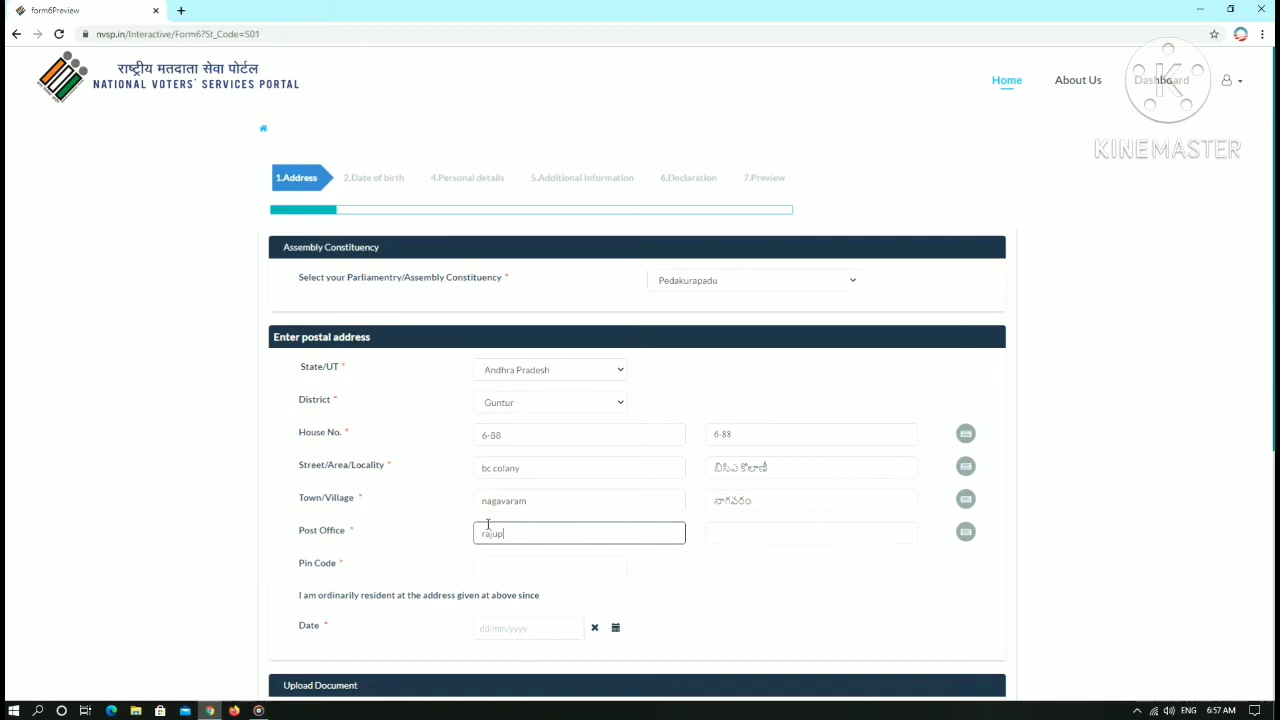 form6Preview
nvsp.in/Interactive/Form6?St_Code=S01
राष्ट्रीय मतदाता सेवा पोर्टल
NATIONAL VOTERS' SERVICES PORTAL
Home About Us Dashboard
KINEMASTER
1.Address 2.Date of birth 4.Personal details 5.Additional Information 6.Declaration 7.Preview
Assembly Constituency
Select your Parliamentry/Assembly Constituency * Pedakurapadu
Enter postal address
State/UT * Andhra Pradesh
District * Guntur
House No. * 6-88 6-88
Street/Area/Locality * bc colany బిసిఎ కొలాణీ
Town/Village * nagavaram నాగవరం
Post Office * rajup
Pin Code *
I am ordinarily resident at the address given at above since
Date * dd/mm/yyyy
Upload Document
6:57 AM